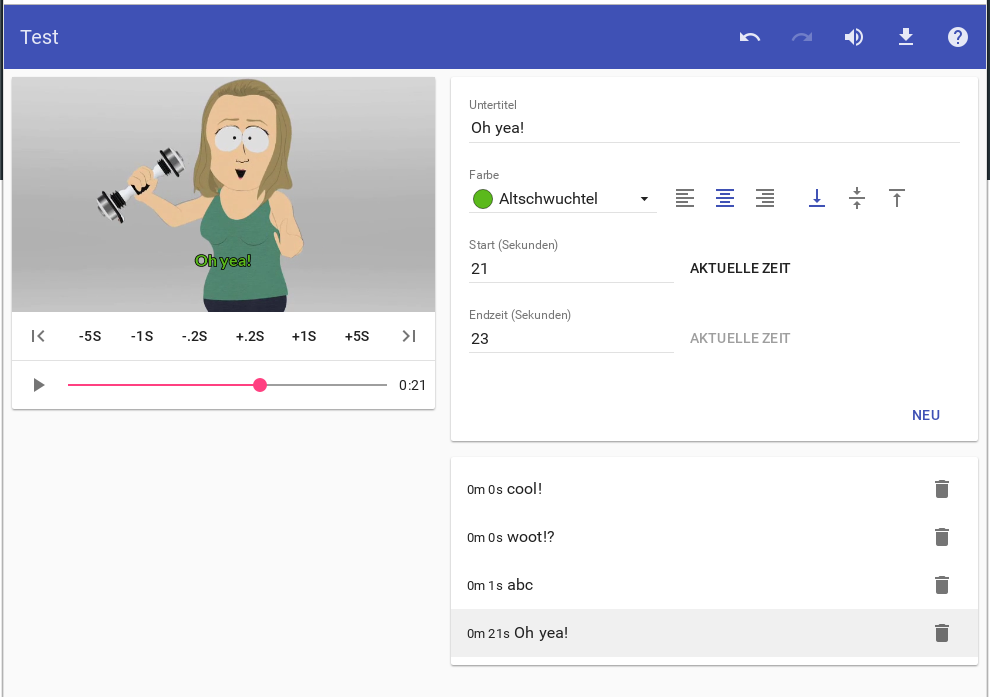 Test
Oh yea!
-5S -1S -.2S +.2S +1S +5S
0:21
Untertitel
Oh yea!
Farbe
Altschwuchtel
Start (Sekunden)
21 AKTUELLE ZEIT
Endzeit (Sekunden)
23 AKTUELLE ZEIT
NEU
0m 0s cool!
0m 0s woot!?
0m 1s abc
0m 21s Oh yea!